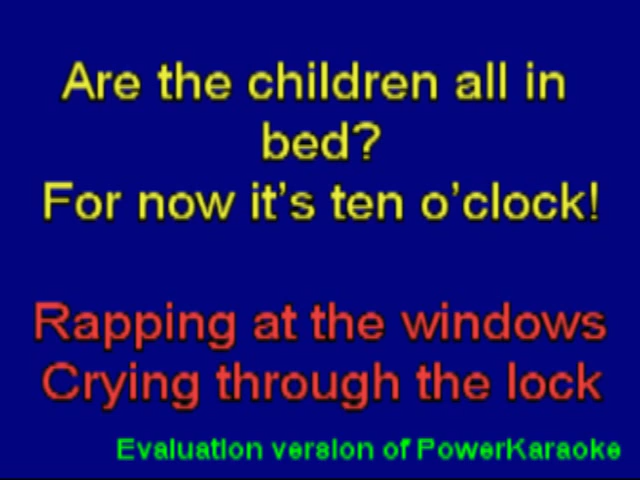 Are the children all in
bed?
For now it's ten o'clock!
Rapping at the windows
Crying through the lock
Evaluation version of PowerKaraoke